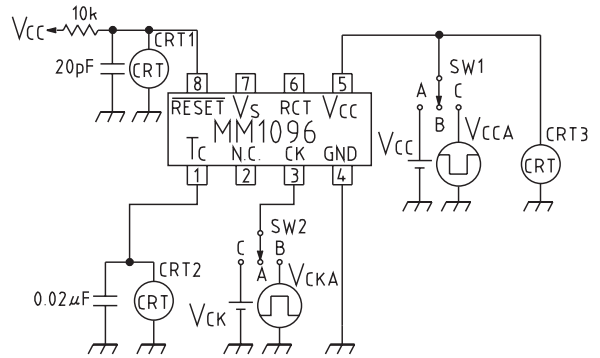 10k
VCC
CRT1
20pF
CRT
8 7 6 5
RESET VS RCT VCC
MM1096
TC N.C. CK GND
1 2 3 4
SW1
A C
B
VCC
VCCA
CRT3
CRT
SW2
C B
A
CRT2
VCKA
0.02μF
CRT
VCK